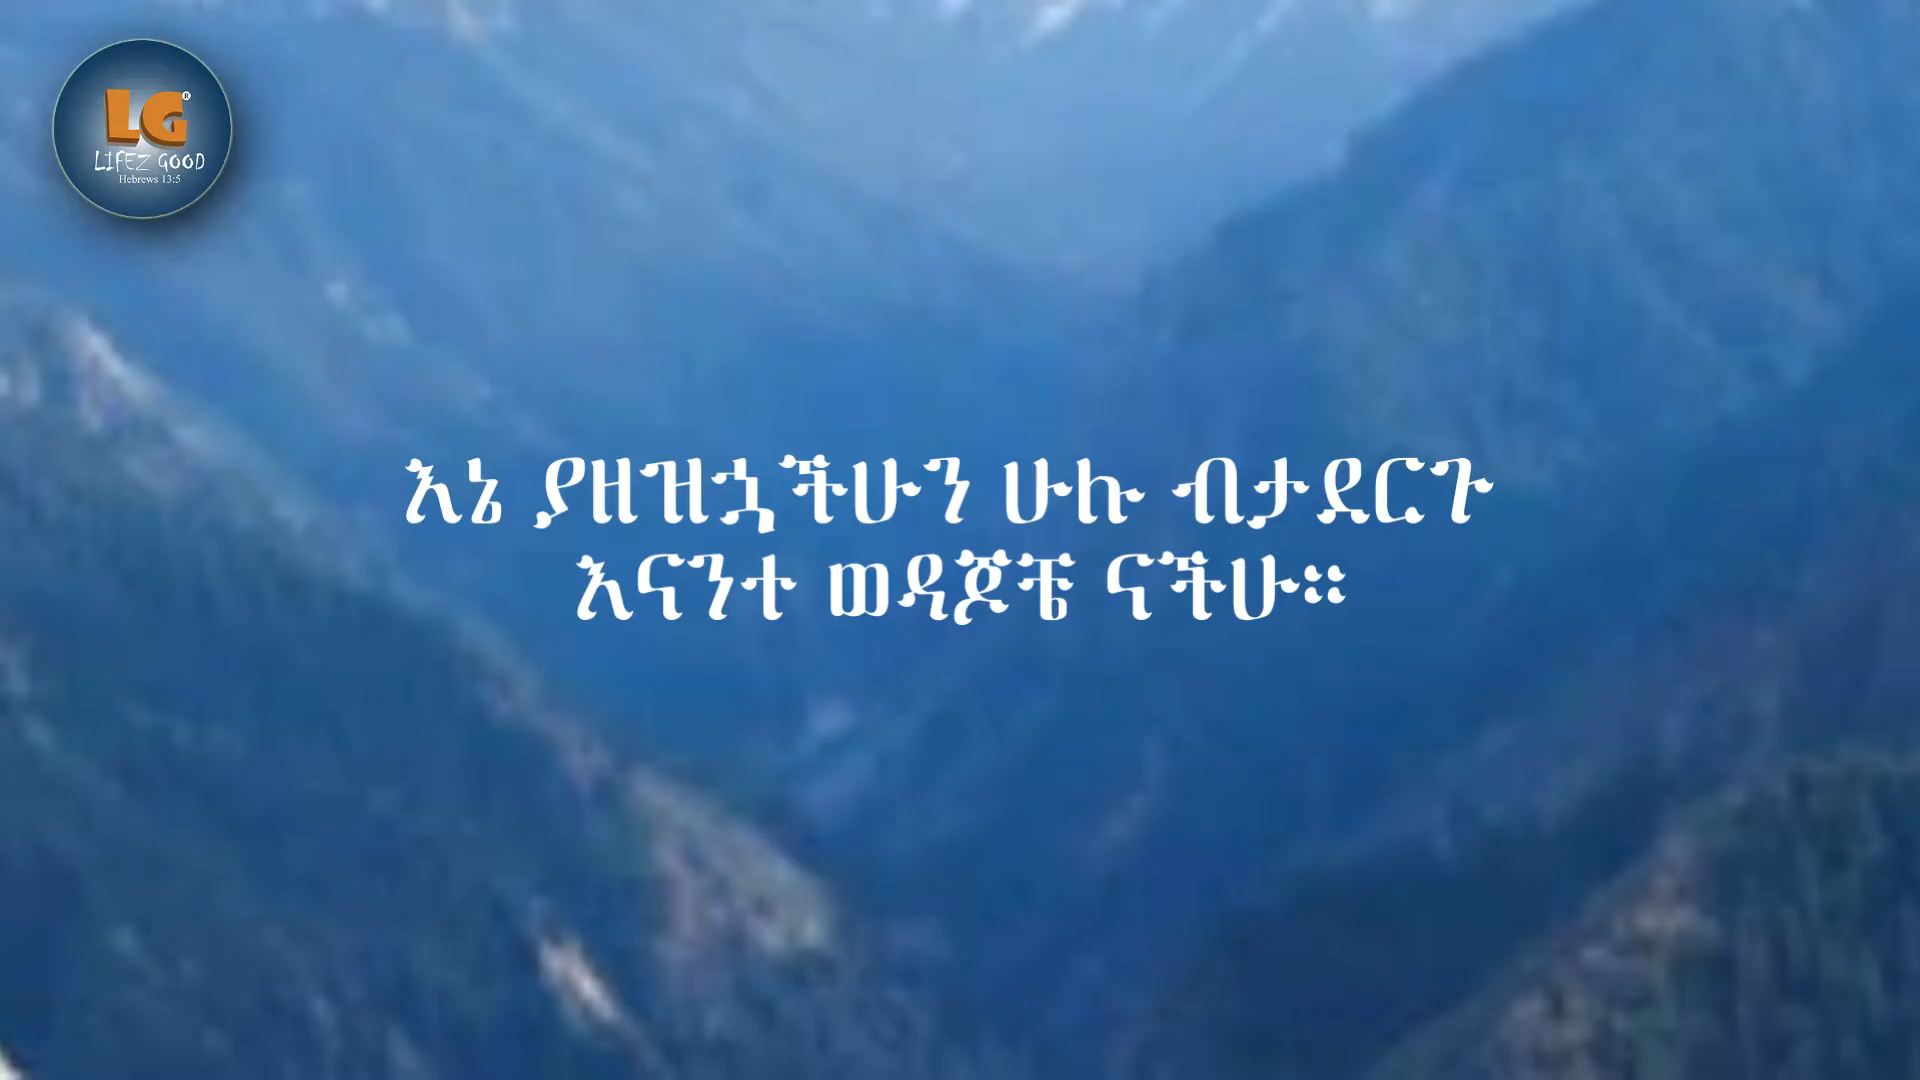 LG®
LIFEZ GOOD
Hebrews 13:5
እኔ ያዘዝኋችሁን ሁሉ ብታደርጉ
እናንተ ወዳጆቼ ናችሁ።